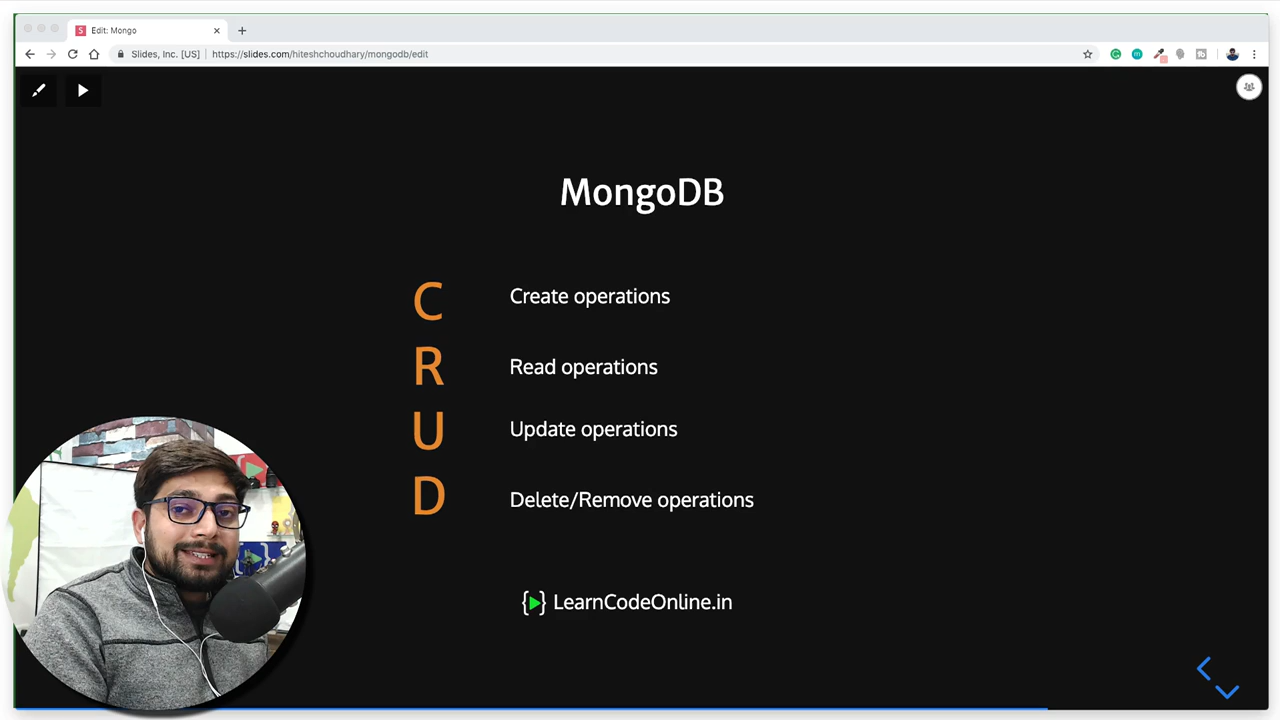 Edit: Mongo
Slides, Inc. [US] https://slides.com/hiteshchoudhary/mongodb/edit
MongoDB
C Create operations
R Read operations
U Update operations
D Delete/Remove operations
{▶} LearnCodeOnline.in